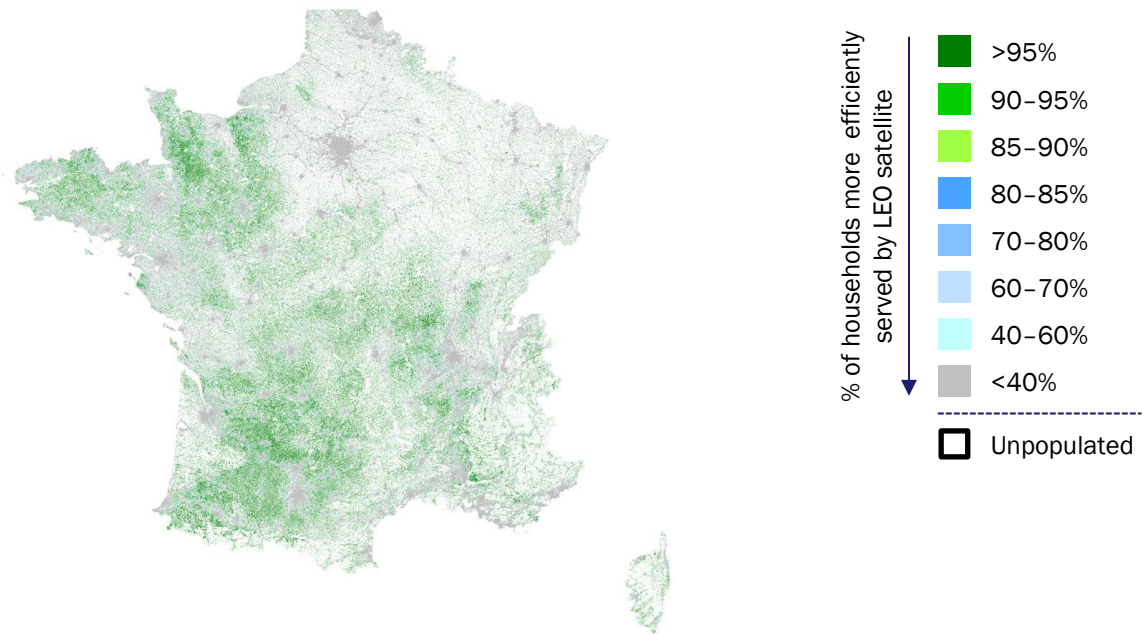 % of households more efficiently
served by LEO satellite
>95%
90–95%
85–90%
80–85%
70–80%
60–70%
40–60%
<40%
Unpopulated